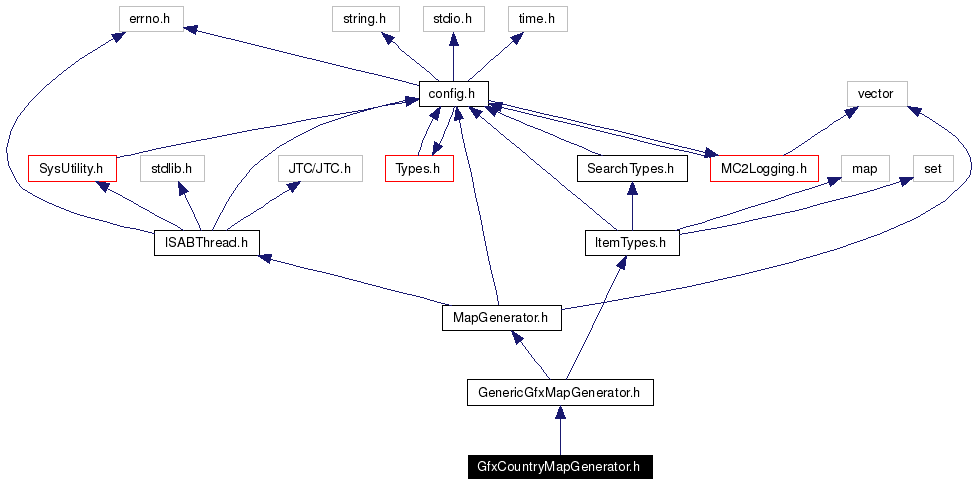 errno.h
string.h
stdio.h
time.h
config.h
vector
SysUtility.h
stdlib.h
JTC/JTC.h
Types.h
SearchTypes.h
MC2Logging.h
map
set
ISABThread.h
ItemTypes.h
MapGenerator.h
GenericGfxMapGenerator.h
GfxCountryMapGenerator.h